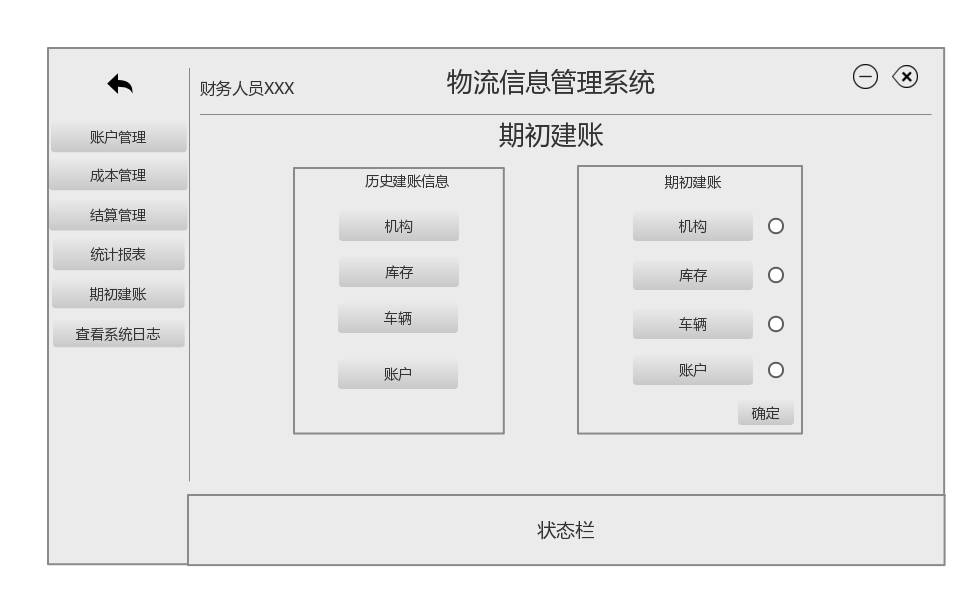 财务人员XXX
物流信息管理系统
账户管理
成本管理
结算管理
统计报表
期初建账
查看系统日志
期初建账
历史建账信息
机构
库存
车辆
账户
期初建账
机构
库存
车辆
账户
确定
状态栏